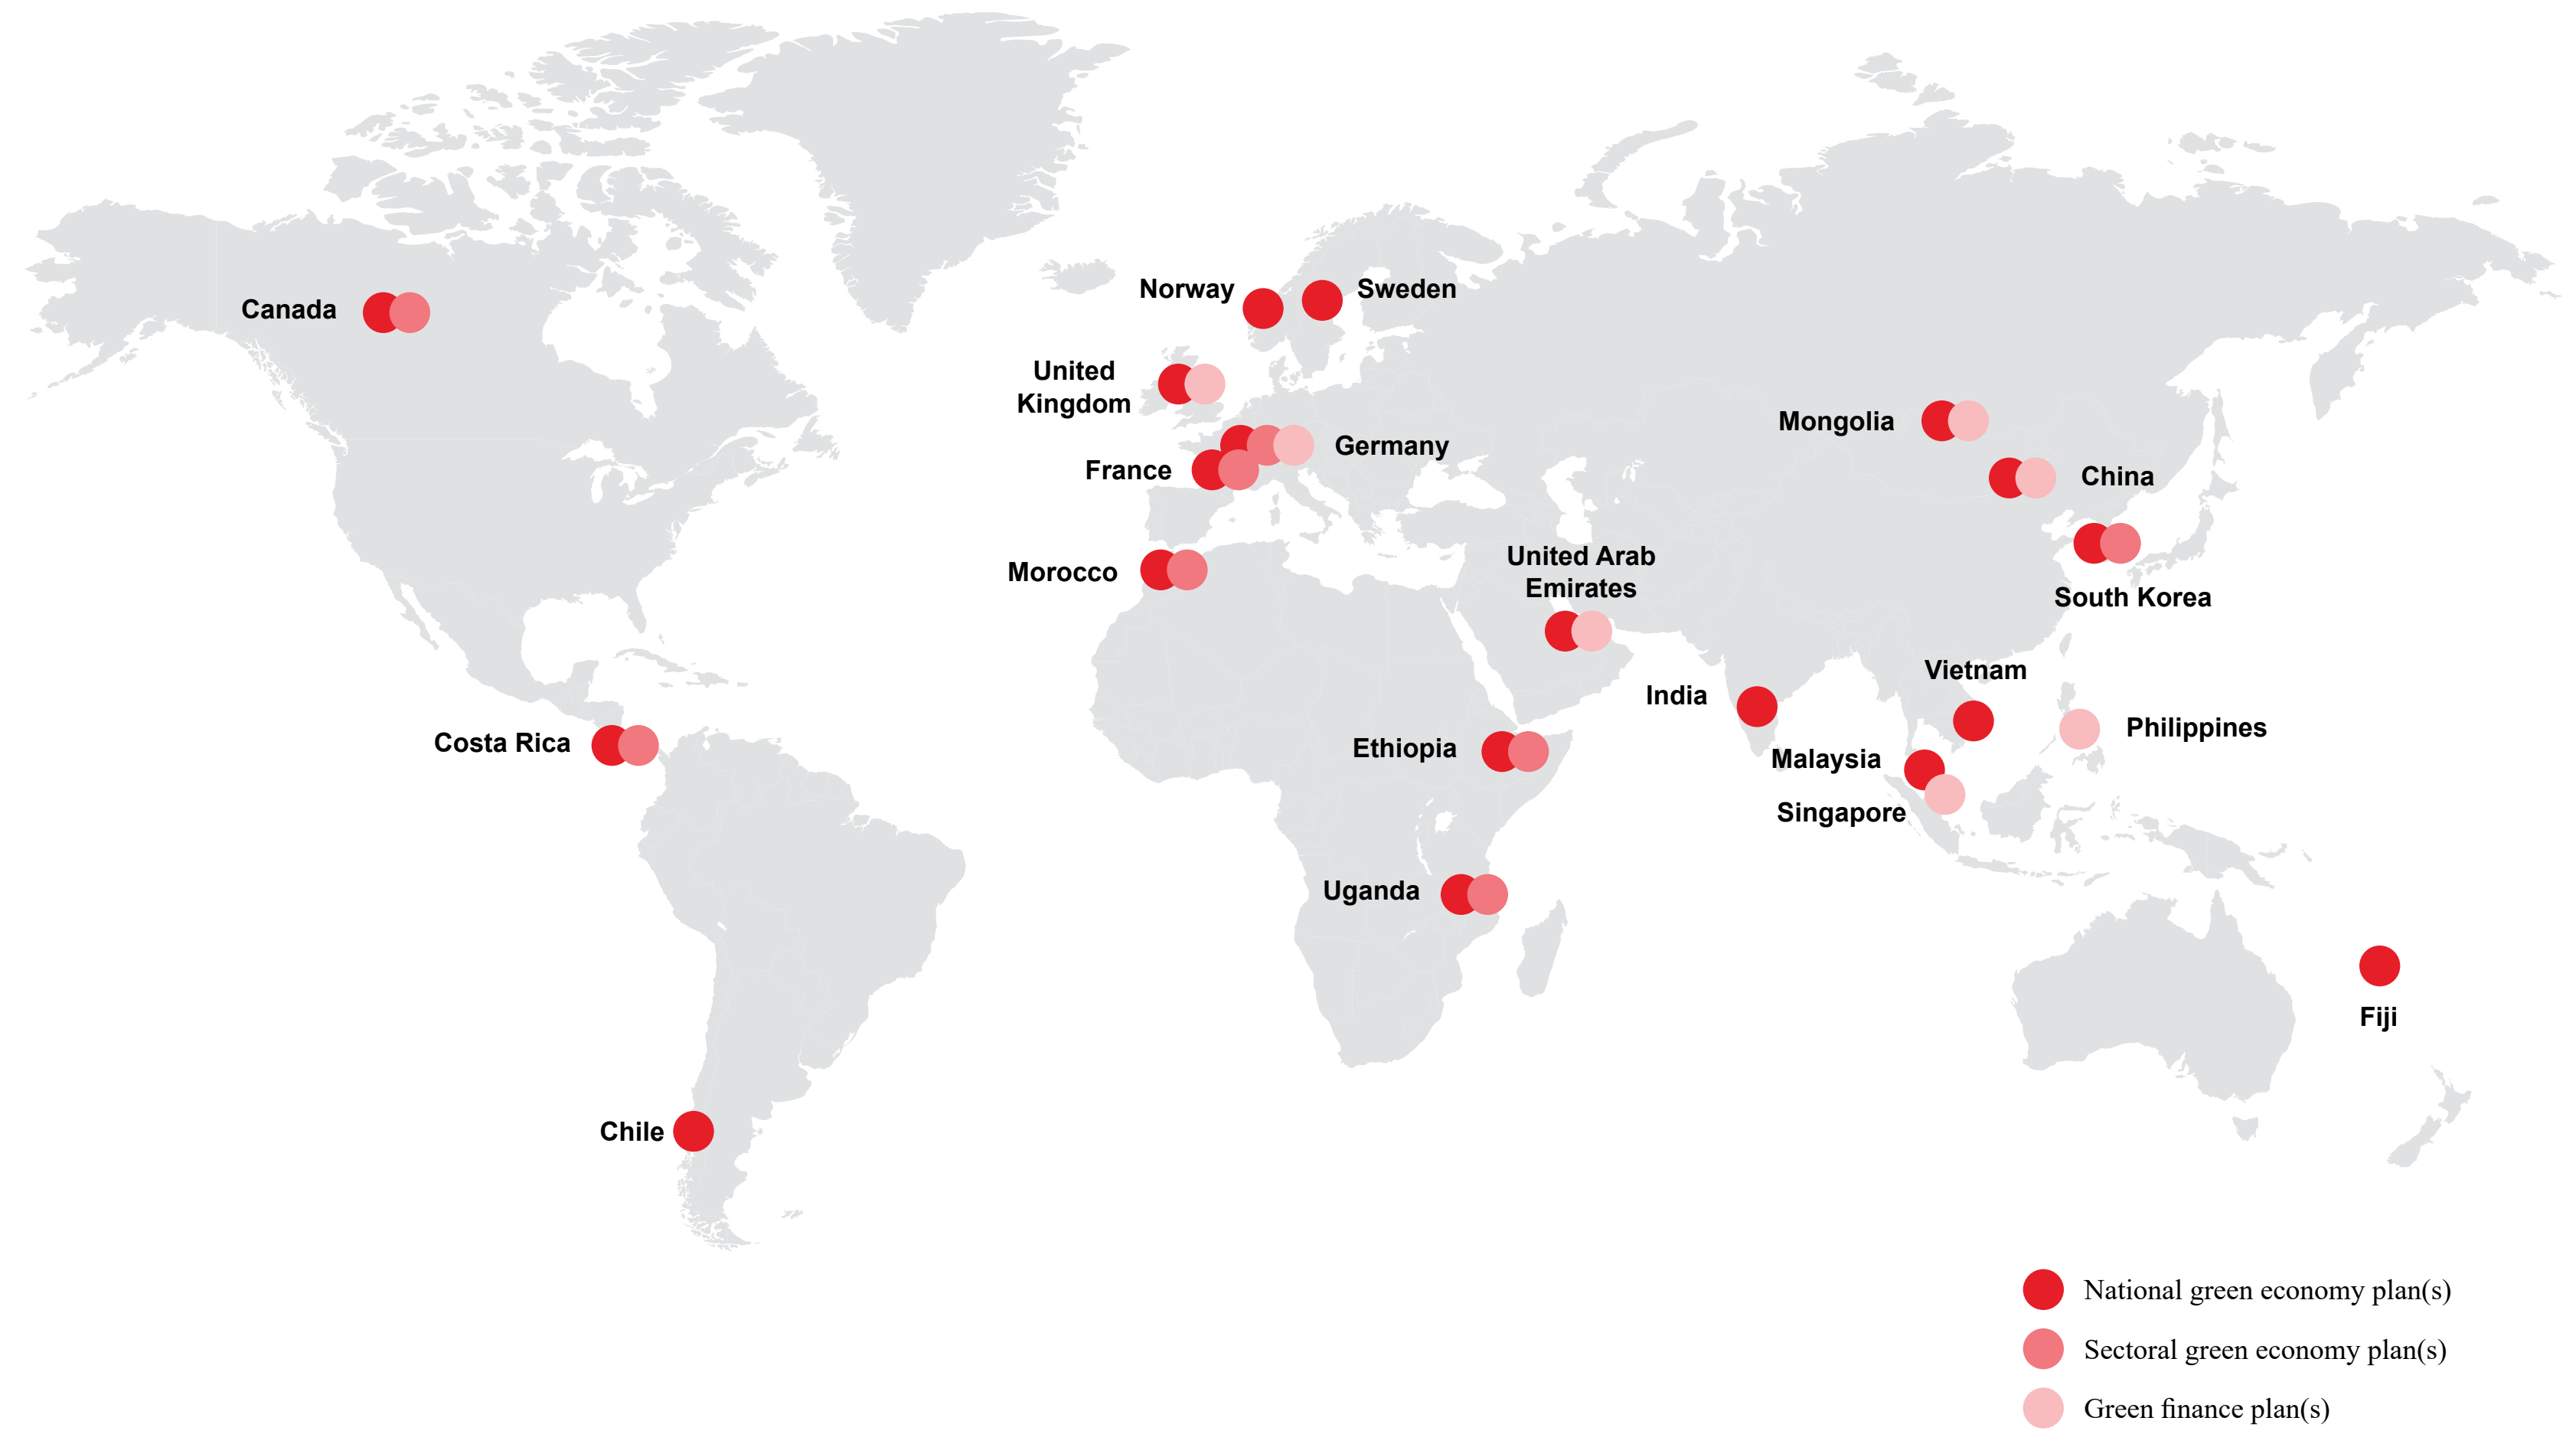 Norway
Sweden
Canada
United
Kingdom
Mongolia
Germany
France
China
United Arab
Emirates
Morocco
South Korea
Vietnam
India
Philippines
Costa Rica
Ethiopia
Malaysia
Singapore
Uganda
Fiji
Chile
National green economy plan(s)
Sectoral green economy plan(s)
Green finance plan(s)